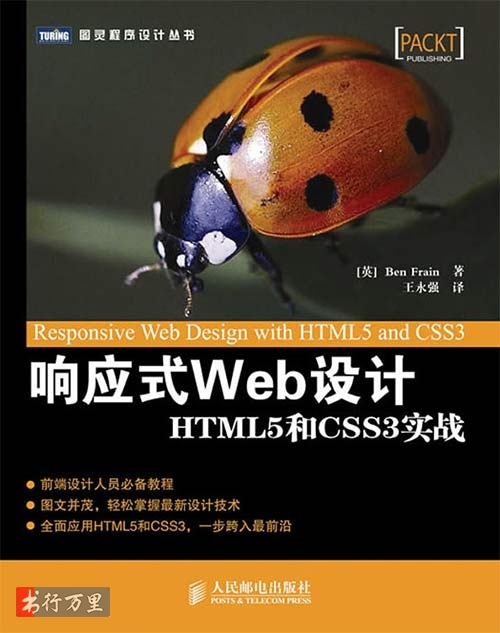 TURING 图灵程序设计丛书
[PACKT]
PUBLISHING
[英] Ben Frain 著
王永强 译
Responsive Web Design with HTML5 and CSS3
响应式Web设计
HTML5和CSS3实战
●前端设计人员必备教程
●图文并茂，轻松掌握最新设计技术
●全面应用HTML5和CSS3，一步跨入最前沿
书行万里
人民邮电出版社
POSTS & TELECOM PRESS